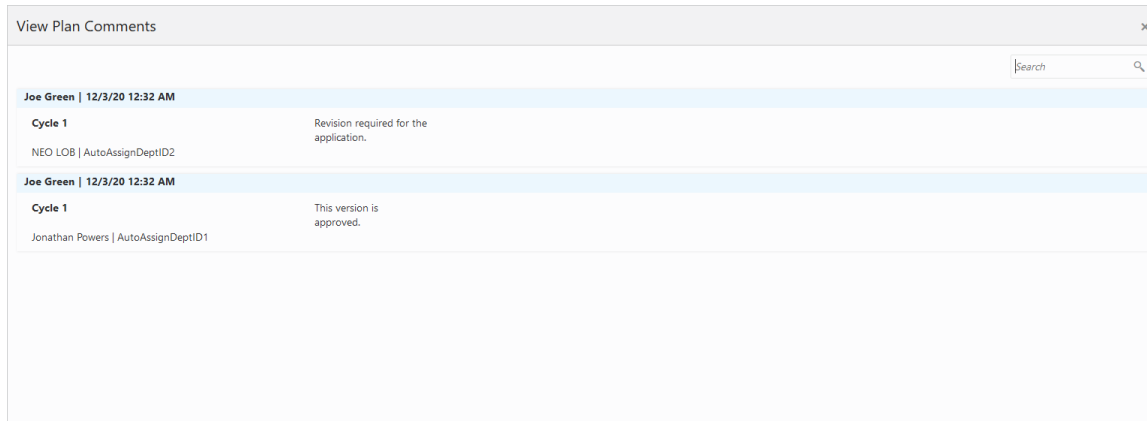 View Plan Comments
Search
Joe Green | 12/3/20 12:32 AM
Cycle 1
Revision required for the
application.
NEO LOB | AutoAssignDeptID2
Joe Green | 12/3/20 12:32 AM
Cycle 1
This version is
approved.
Jonathan Powers | AutoAssignDeptID1